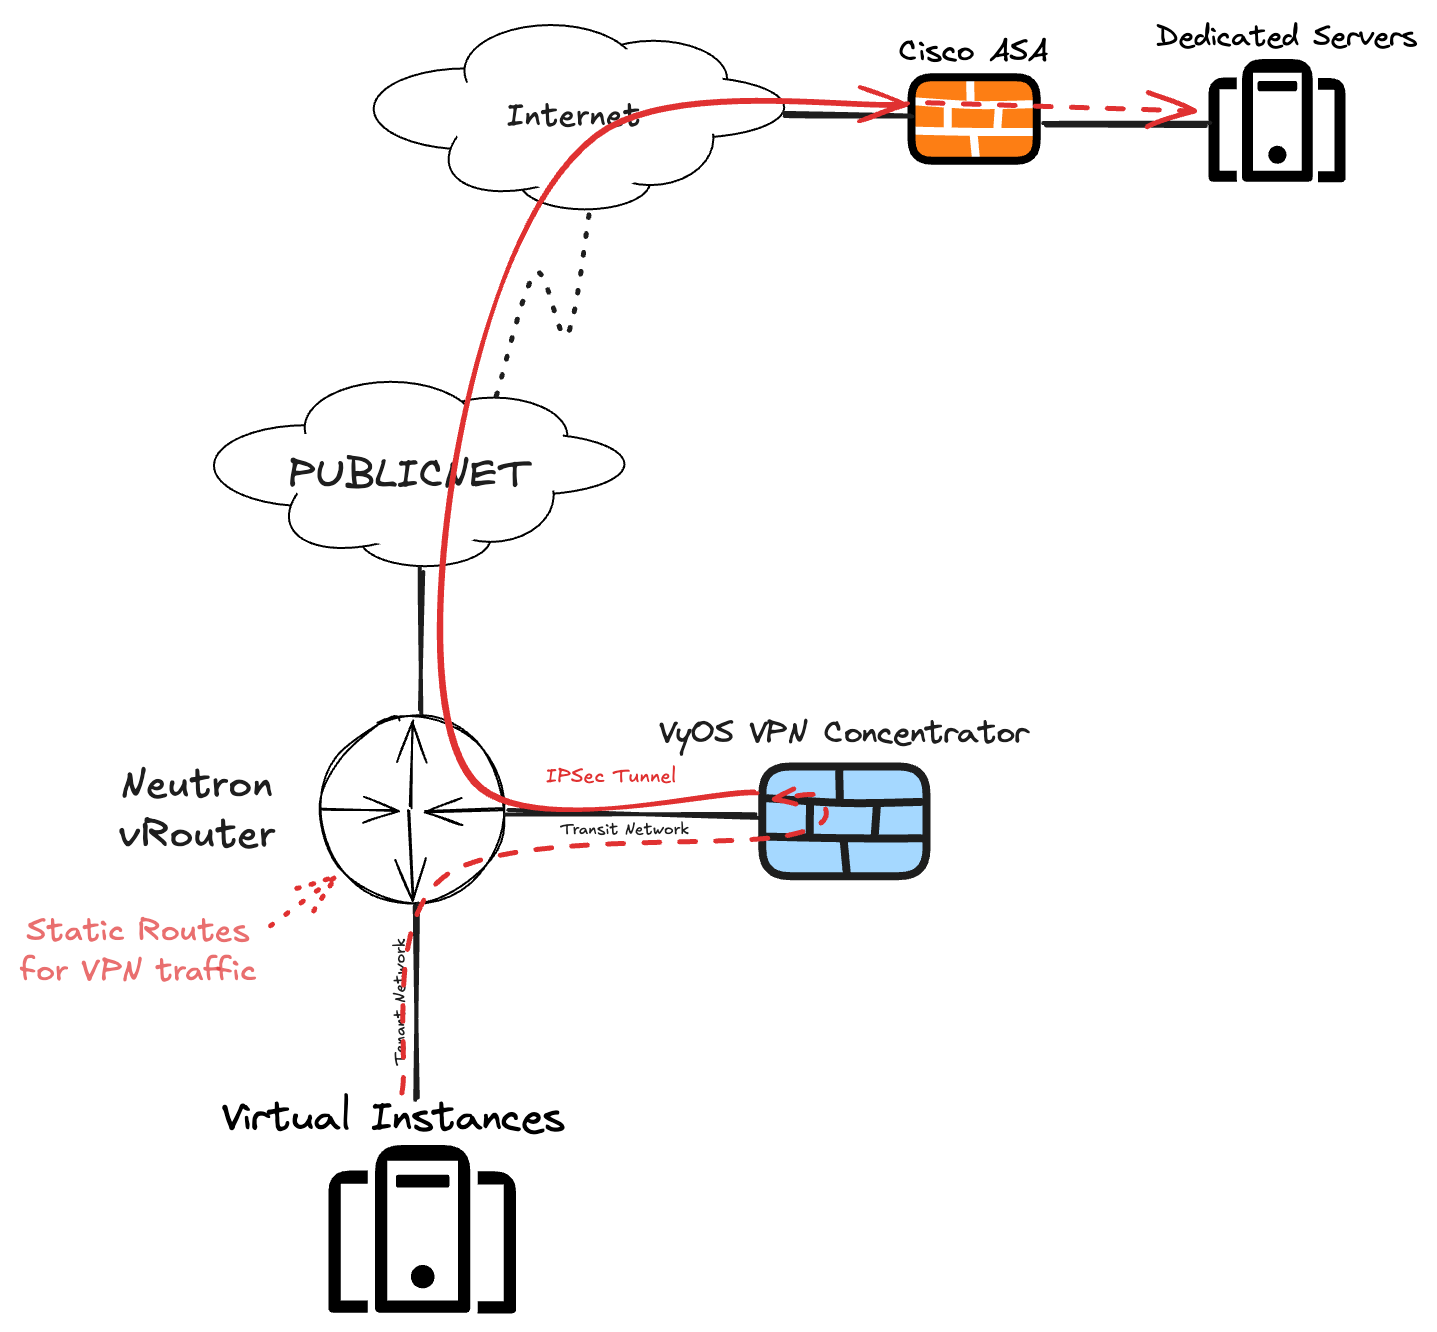 Dedicated Servers
Cisco ASA
Internet
PUBLICNET
VyOS VPN Concentrator
IPSec Tunnel
Neutron
vRouter
Transit Network
Static Routes
for VPN traffic
Tenant Network
Virtual Instances